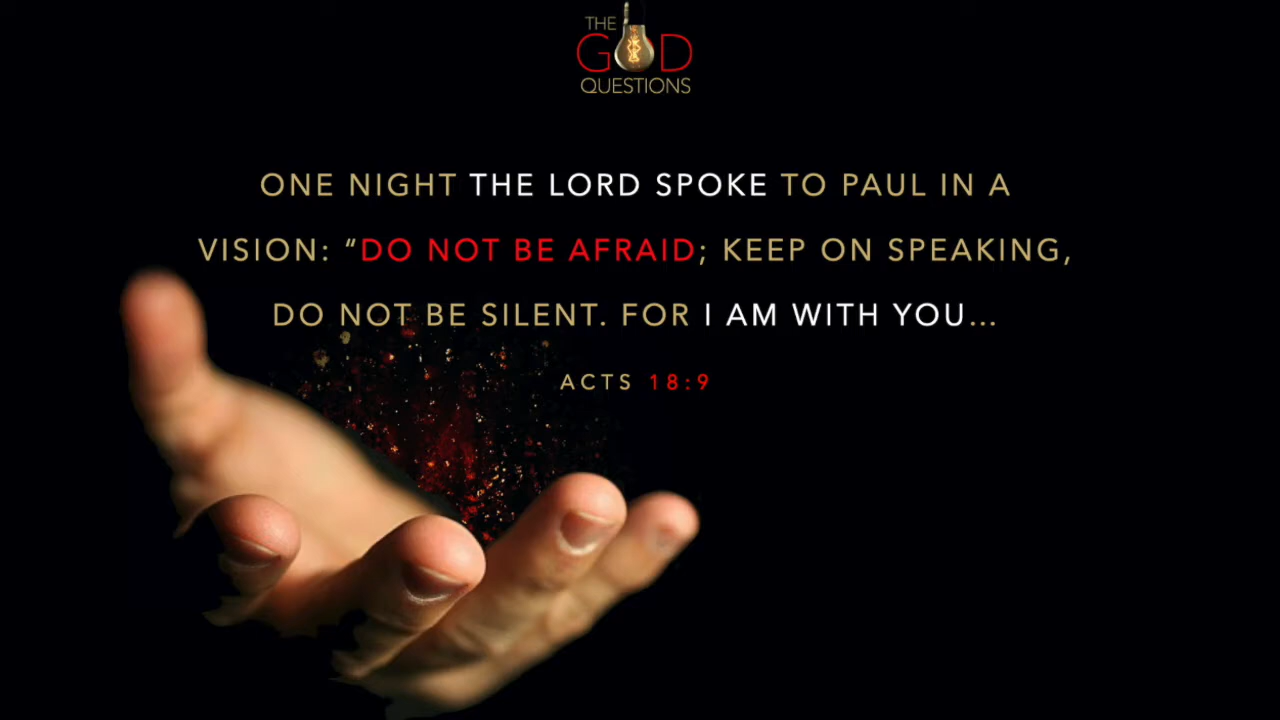 THE
GOD
QUESTIONS
ONE NIGHT THE LORD SPOKE TO PAUL IN A
VISION: “DO NOT BE AFRAID; KEEP ON SPEAKING,
DO NOT BE SILENT. FOR I AM WITH YOU...
ACTS 18:9